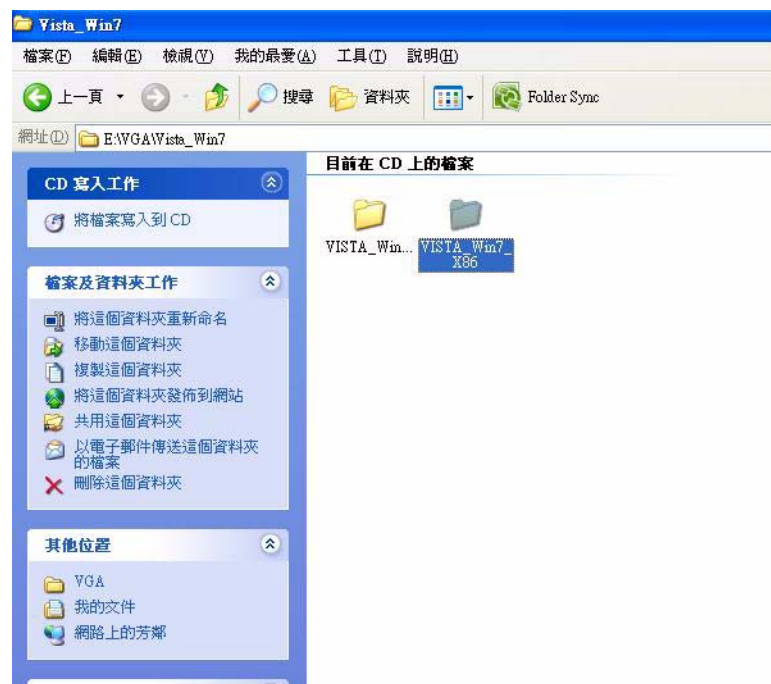 Vista_Win7
檔案(F) 編輯(E) 檢視(V) 我的最愛(A) 工具(T) 說明(H)
上一頁 搜尋 資料夾 Folder Sync
網址(D) E:\VGA\Vista_Win7
目前在 CD 上的檔案
CD 寫入工作
將檔案寫入到 CD
VISTA_Win... VISTA_Win7_
X86
檔案及資料夾工作
將這個資料夾重新命名
移動這個資料夾
複製這個資料夾
將這個資料夾發佈到網站
共用這個資料夾
以電子郵件傳送這個資料夾
的檔案
刪除這個資料夾
其他位置
VGA
我的文件
網路上的芳鄰